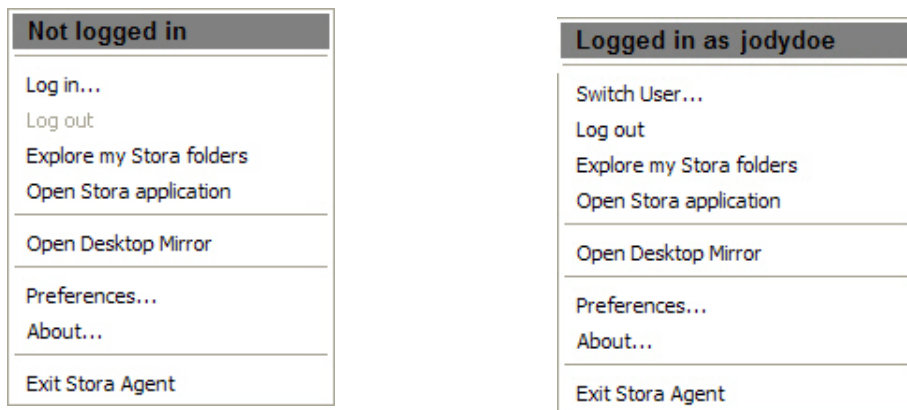 Not logged in
Log in...
Log out
Explore my Stora folders
Open Stora application
Open Desktop Mirror
Preferences...
About...
Exit Stora Agent
Logged in as jodydoe
Switch User...
Log out
Explore my Stora folders
Open Stora application
Open Desktop Mirror
Preferences...
About...
Exit Stora Agent